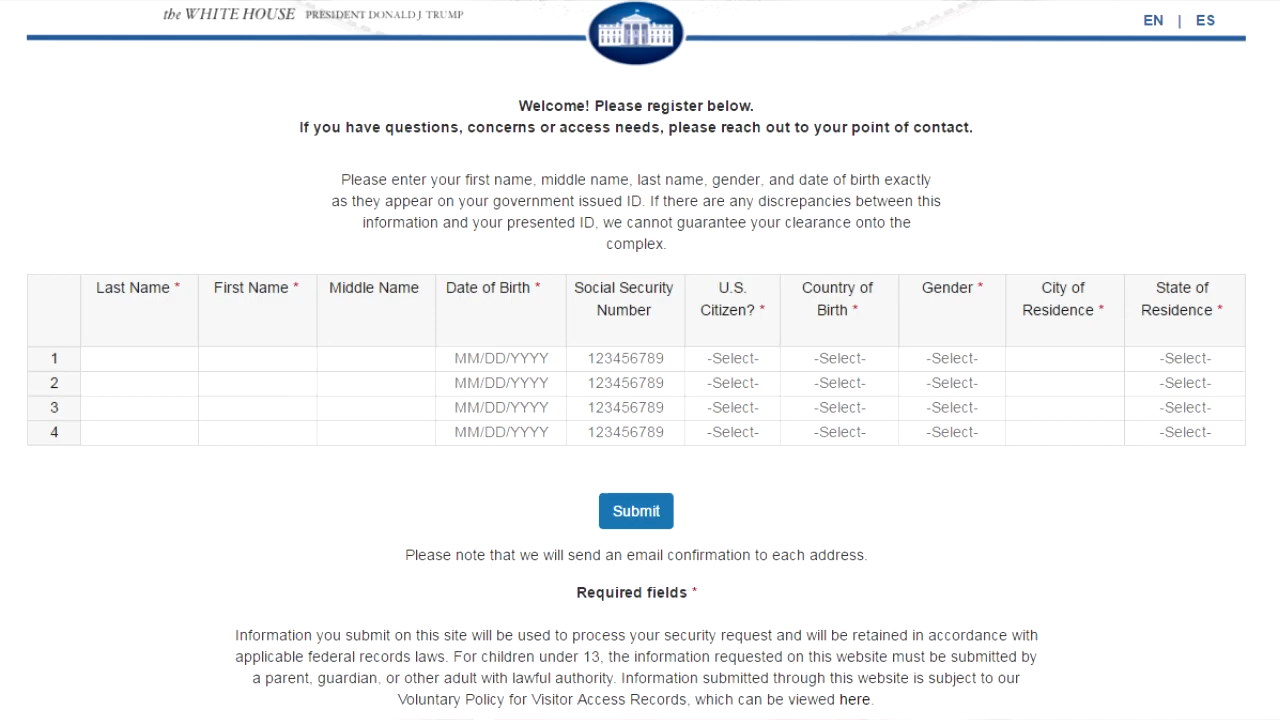 the WHITE HOUSE PRESIDENT DONALD J. TRUMP
EN | ES
Welcome! Please register below.
If you have questions, concerns or access needs, please reach out to your point of contact.
Please enter your first name, middle name, last name, gender, and date of birth exactly
as they appear on your government issued ID. If there are any discrepancies between this
information and your presented ID, we cannot guarantee your clearance onto the
complex.
Last Name * First Name * Middle Name Date of Birth * Social Security Number U.S. Citizen? * Country of Birth * Gender * City of Residence * State of Residence *
1 MM/DD/YYYY 123456789 -Select- -Select- -Select- -Select-
2 MM/DD/YYYY 123456789 -Select- -Select- -Select- -Select-
3 MM/DD/YYYY 123456789 -Select- -Select- -Select- -Select-
4 MM/DD/YYYY 123456789 -Select- -Select- -Select- -Select-
Submit
Please note that we will send an email confirmation to each address.
Required fields *
Information you submit on this site will be used to process your security request and will be retained in accordance with
applicable federal records laws. For children under 13, the information requested on this website must be submitted by
a parent, guardian, or other adult with lawful authority. Information submitted through this website is subject to our
Voluntary Policy for Visitor Access Records, which can be viewed here.